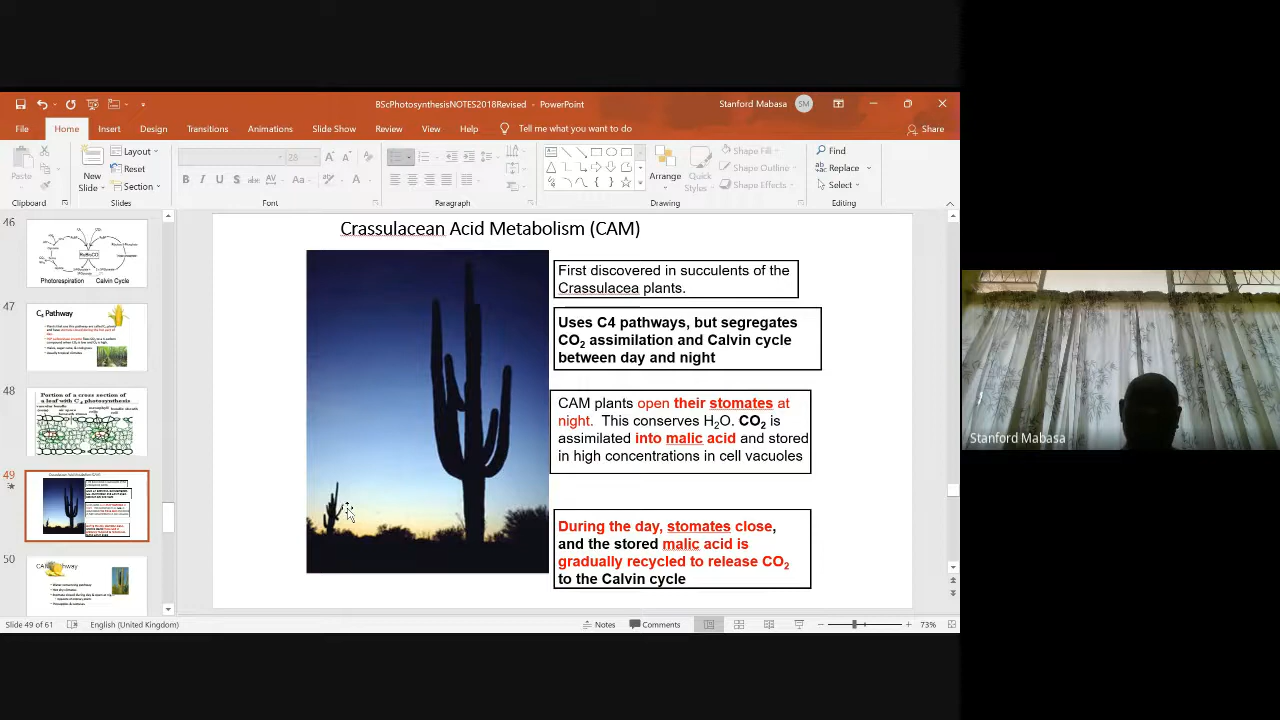 BScPhotosynthesisNOTES2018Revised - PowerPoint
Stanford Mabasa
SM
File
Home
Insert
Design
Transitions
Animations
Slide Show
Review
View
Help
Tell me what you want to do
Share
Paste
New
Slide
Layout
Reset
Section
28
B I U S ab AV Aa A
Arrange
Quick
Styles
Shape Fill
Shape Outline
Shape Effects
Find
Replace
Select
Clipboard
Slides
Font
Paragraph
Drawing
Editing
46
RuBisCO
Photorespiration Calvin Cycle
47
C4 Pathway
48
Portion of a cross section of
a leaf with C4 photosynthesis
49
50
Crassulacean Acid Metabolism (CAM)
First discovered in succulents of the
Crassulacea plants.
Uses C4 pathways, but segregates
CO2 assimilation and Calvin cycle
between day and night
CAM plants open their stomates at
night. This conserves H2O. CO2 is
assimilated into malic acid and stored
in high concentrations in cell vacuoles
During the day, stomates close,
and the stored malic acid is
gradually recycled to release CO2
to the Calvin cycle
Slide 49 of 61
English (United Kingdom)
Notes
Comments
73%
Stanford Mabasa